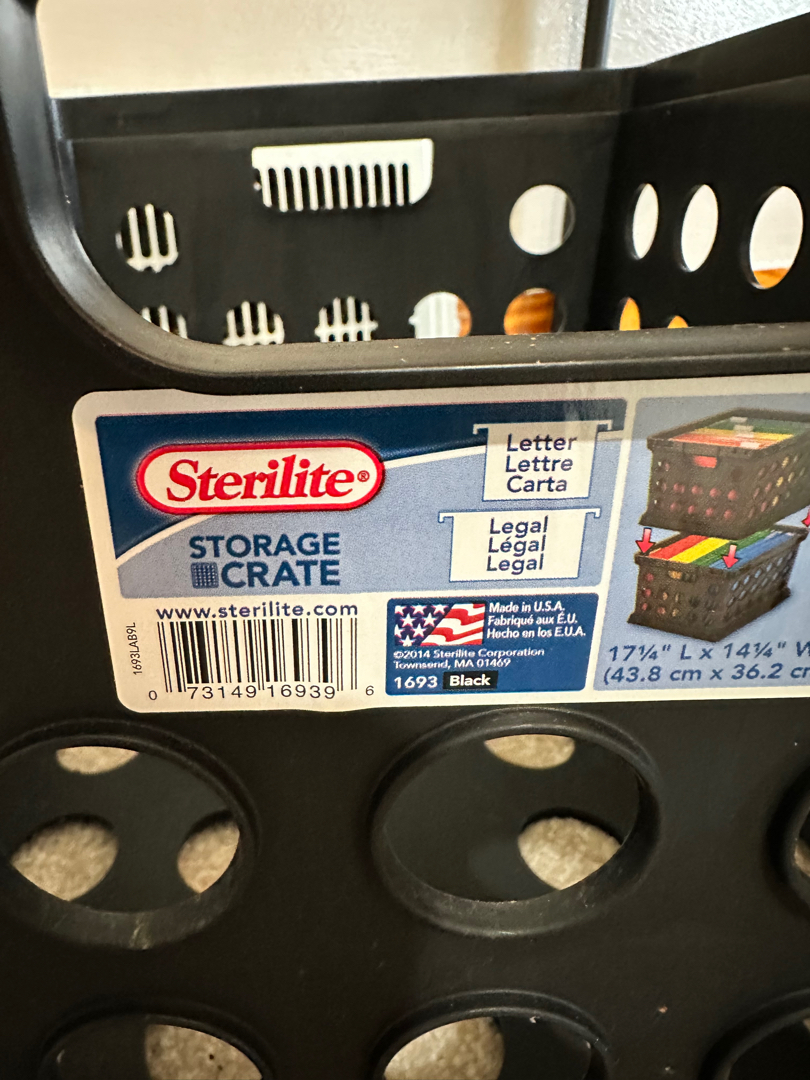 Sterilite®
STORAGE
CRATE
Letter
Lettre
Carta
Legal
Légal
Legal
www.sterilite.com
1693LAB9L
0 73149 16939 6
Made in U.S.A.
Fabriqué aux É.U.
Hecho en los E.U.A.
©2014 Sterilite Corporation
Townsend, MA 01469
1693 Black
17¼" L x 14¼" W
(43.8 cm x 36.2 cm